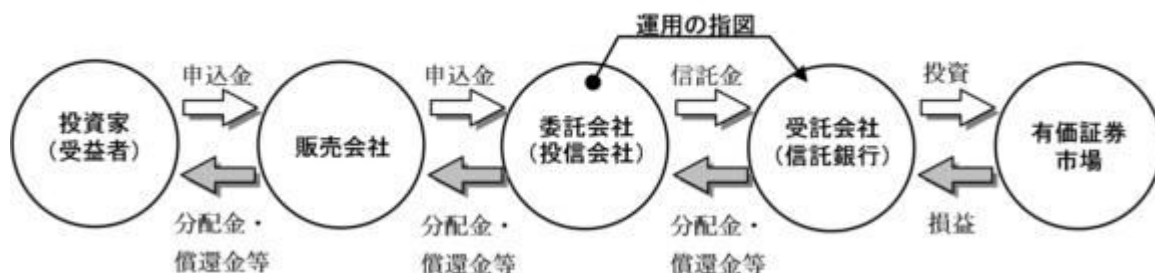 運用の指図
申込金
申込金
信託金
投資
投資家
（受益者）
販売会社
委託会社
（投信会社）
受託会社
（信託銀行）
有価証券
市場
分配金・
償還金等
分配金・
償還金等
分配金・
償還金等
損益